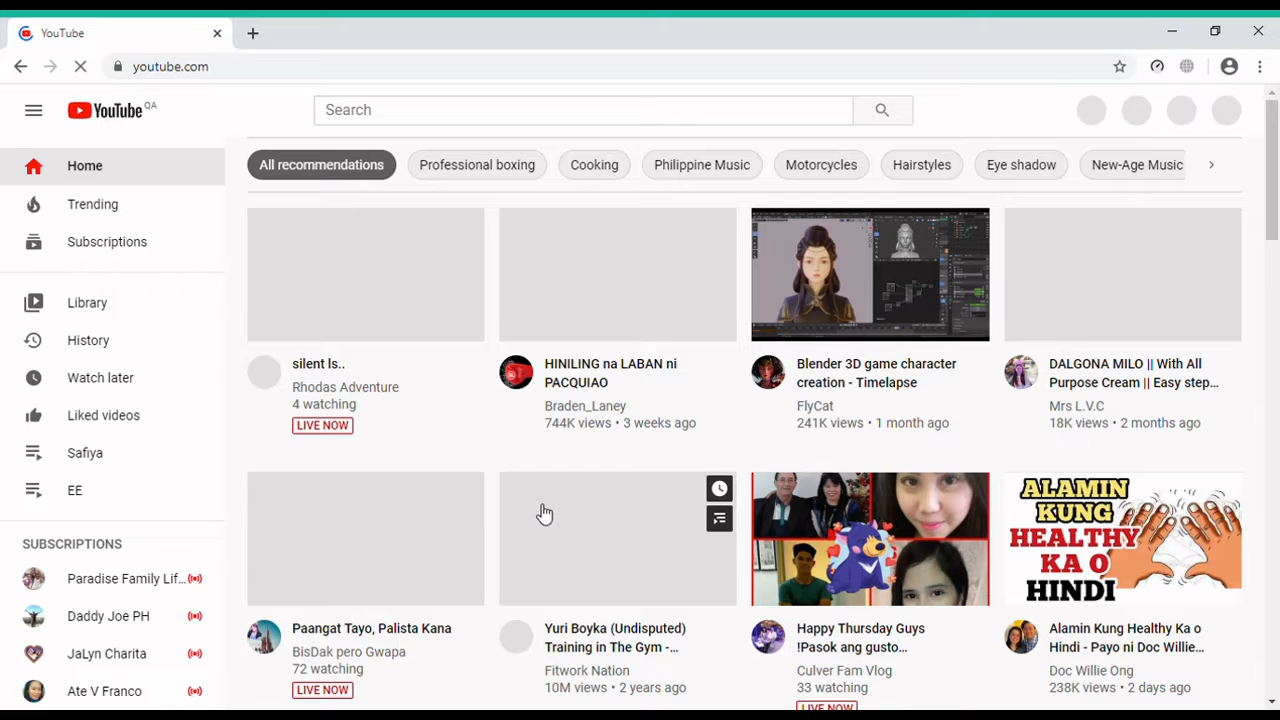 YouTube
youtube.com
YouTube QA
Search
Home
Trending
Subscriptions
Library
History
Watch later
Liked videos
Safiya
EE
SUBSCRIPTIONS
Paradise Family Lif...
Daddy Joe PH
JaLyn Charita
Ate V Franco
All recommendations
Professional boxing
Cooking
Philippine Music
Motorcycles
Hairstyles
Eye shadow
New-Age Music
silent ls..
Rhodas Adventure
4 watching
LIVE NOW
HINILING na LABAN ni
PACQUIAO
Braden_Laney
744K views • 3 weeks ago
Blender 3D game character
creation - Timelapse
FlyCat
241K views • 1 month ago
DALGONA MILO || With All
Purpose Cream || Easy step...
Mrs L.V.C
18K views • 2 months ago
ALAMIN
KUNG
HEALTHY
KA O
HINDI
Paangat Tayo, Palista Kana
BisDak pero Gwapa
72 watching
LIVE NOW
Yuri Boyka (Undisputed)
Training in The Gym -...
Fitwork Nation
10M views • 2 years ago
Happy Thursday Guys
!Pasok ang gusto...
Culver Fam Vlog
33 watching
LIVE NOW
Alamin Kung Healthy Ka o
Hindi - Payo ni Doc Willie...
Doc Willie Ong
238K views • 2 days ago